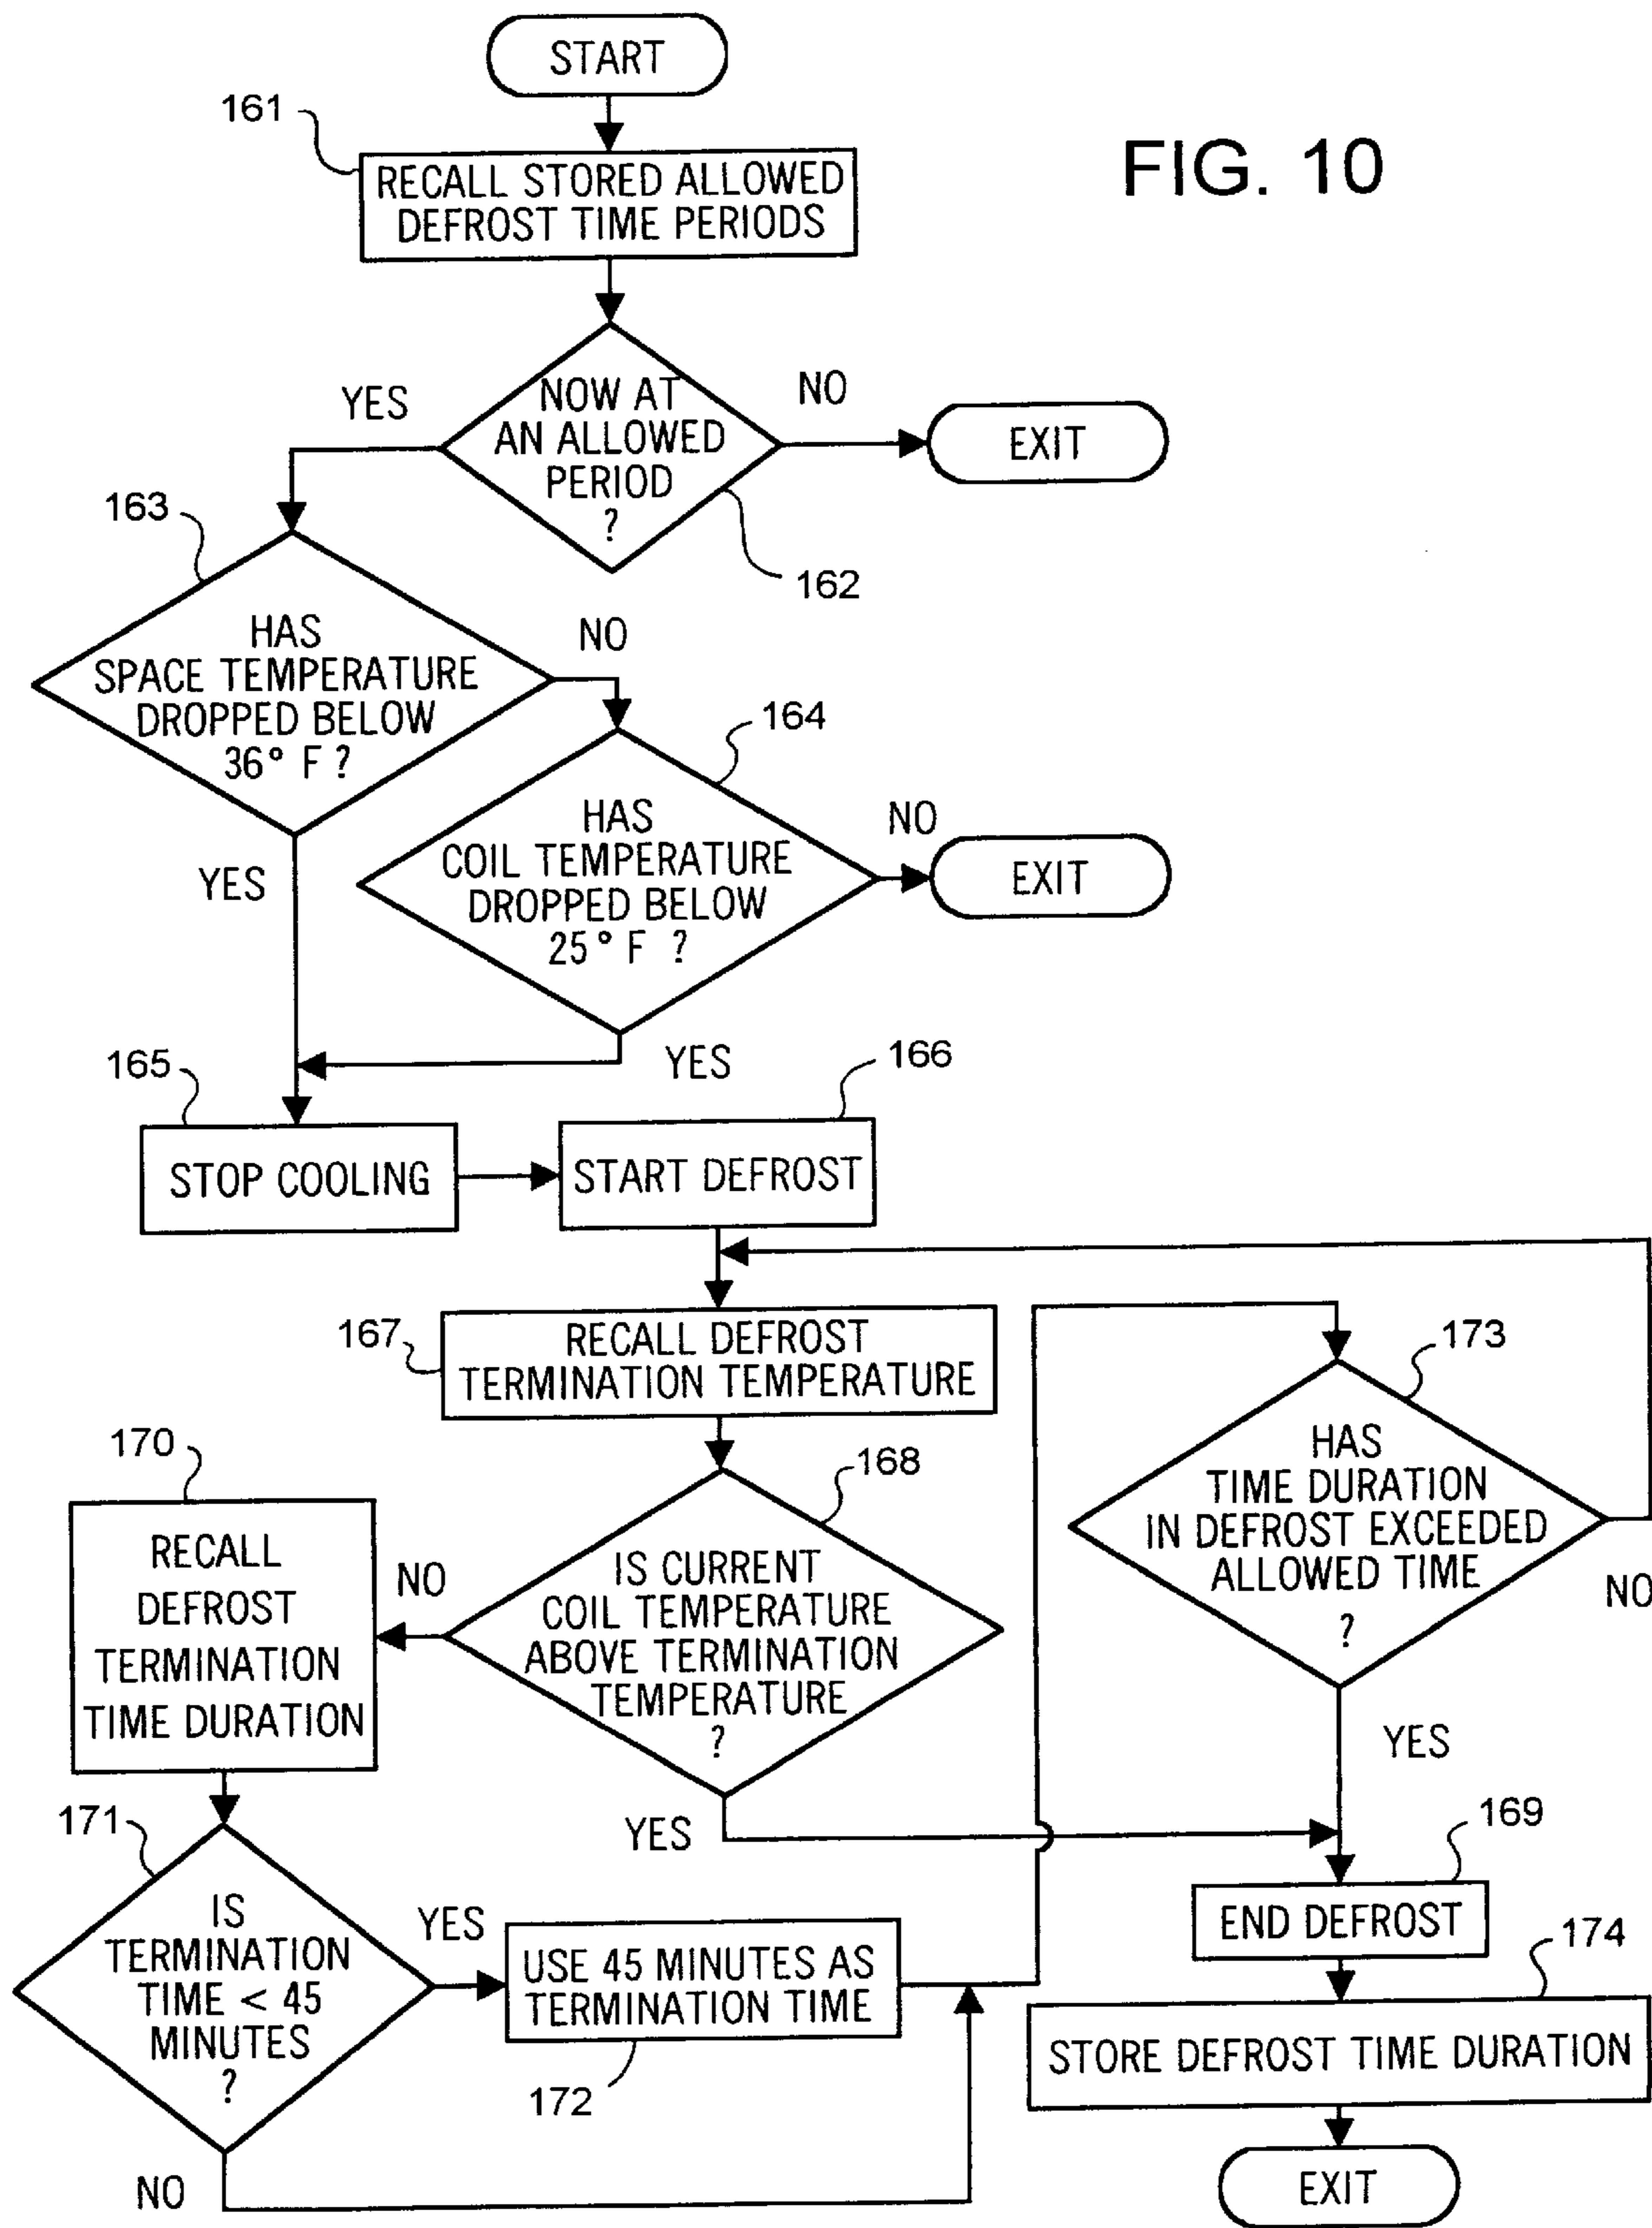 START
161
FIG. 10
RECALL STORED ALLOWED
DEFROST TIME PERIODS
YES
NOW AT
AN ALLOWED
PERIOD
?
NO
EXIT
162
163
HAS
SPACE TEMPERATURE
DROPPED BELOW
36° F ?
NO
YES
164
HAS
COIL TEMPERATURE
DROPPED BELOW
25° F ?
NO
EXIT
YES
165
STOP COOLING
166
START DEFROST
167
RECALL DEFROST
TERMINATION TEMPERATURE
168
IS CURRENT
COIL TEMPERATURE
ABOVE TERMINATION
TEMPERATURE
?
NO
YES
170
RECALL
DEFROST
TERMINATION
TIME DURATION
171
IS
TERMINATION
TIME < 45
MINUTES
?
YES
NO
USE 45 MINUTES AS
TERMINATION TIME
172
173
HAS
TIME DURATION
IN DEFROST EXCEEDED
ALLOWED TIME
?
NO
YES
169
END DEFROST
174
STORE DEFROST TIME DURATION
EXIT